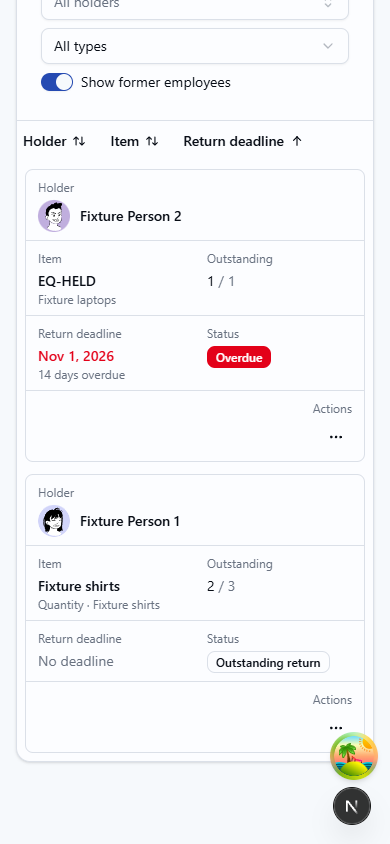 All holders
All types
Show former employees
Holder Item Return deadline
Holder
Fixture Person 2
Item Outstanding
EQ-HELD 1 / 1
Fixture laptops
Return deadline Status
Nov 1, 2026 Overdue
14 days overdue
Actions
...
Holder
Fixture Person 1
Item Outstanding
Fixture shirts 2 / 3
Quantity · Fixture shirts
Return deadline Status
No deadline Outstanding return
Actions
...
N